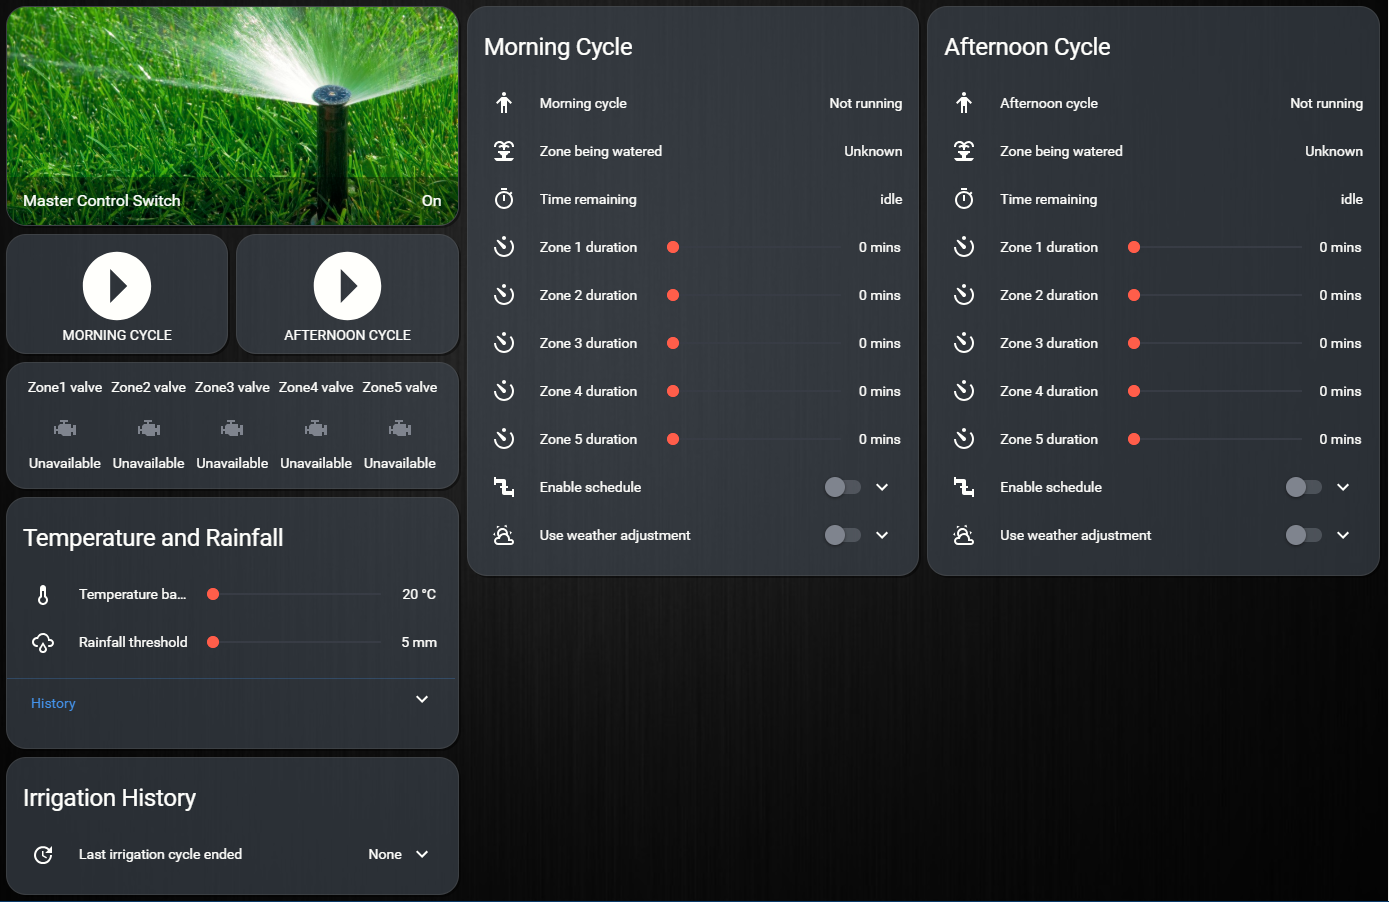 Master Control Switch On
MORNING CYCLE
AFTERNOON CYCLE
Zone1 valve Zone2 valve Zone3 valve Zone4 valve Zone5 valve
Unavailable Unavailable Unavailable Unavailable Unavailable
Temperature and Rainfall
Temperature ba... 20 °C
Rainfall threshold 5 mm
History
Irrigation History
Last irrigation cycle ended None
Morning Cycle
Morning cycle Not running
Zone being watered Unknown
Time remaining idle
Zone 1 duration 0 mins
Zone 2 duration 0 mins
Zone 3 duration 0 mins
Zone 4 duration 0 mins
Zone 5 duration 0 mins
Enable schedule
Use weather adjustment
Afternoon Cycle
Afternoon cycle Not running
Zone being watered Unknown
Time remaining idle
Zone 1 duration 0 mins
Zone 2 duration 0 mins
Zone 3 duration 0 mins
Zone 4 duration 0 mins
Zone 5 duration 0 mins
Enable schedule
Use weather adjustment